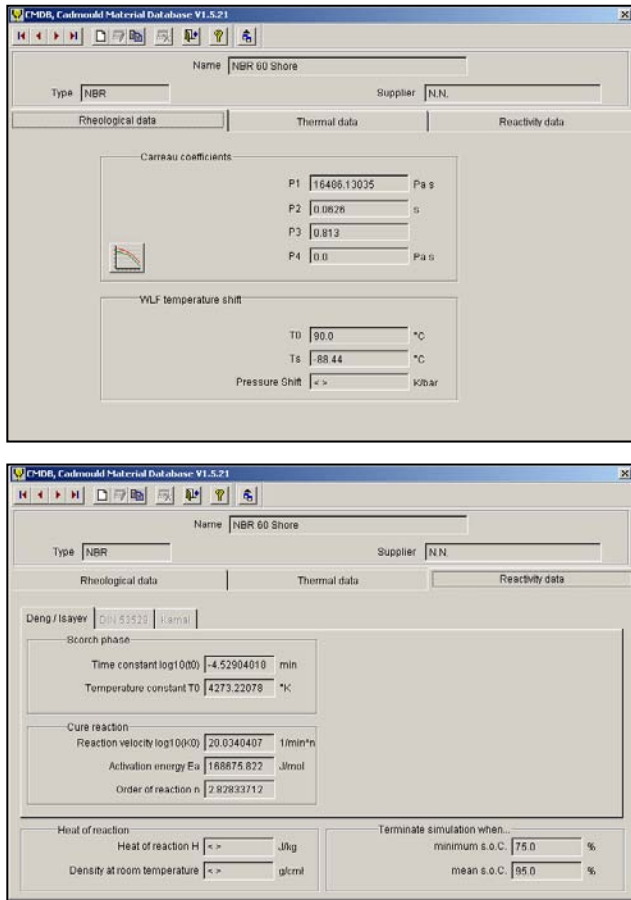 CMDB, Cadmould Material Database V1.5.21
Name NBR 60 Shore
Type NBR Supplier N.N.
Rheological data Thermal data Reactivity data
Carreau coefficients
P1 16406.13035 Pa s
P2 0.0626 s
P3 0.813
P4 0.0 Pa s
WLF temperature shift
T0 90.0 °C
Ts -88.44 °C
Pressure Shift < > K/bar
CMDB, Cadmould Material Database V1.5.21
Name NBR 60 Shore
Type NBR Supplier N.N.
Rheological data Thermal data Reactivity data
Deng / Isayev DIN 53529 Kamal
Scorch phase
Time constant log10(t0) -4.52904018 min
Temperature constant T0 4273.22078 °K
Cure reaction
Reaction velocity log10(K0) 20.0340407 1/min^n
Activation energy Ea 168675.822 J/mol
Order of reaction n 2.82833712
Heat of reaction Terminate simulation when...
Heat of reaction H < > J/kg minimum s.o.C. 75.0 %
Density at room temperature < > mean s.o.C. 95.0 %